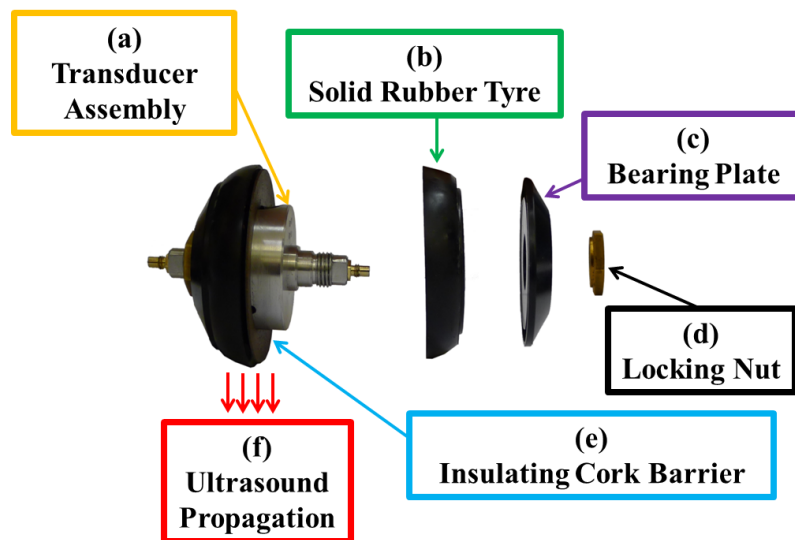 (a)
Transducer
Assembly
(b)
Solid Rubber Tyre
(c)
Bearing Plate
(d)
Locking Nut
(e)
Insulating Cork Barrier
(f)
Ultrasound
Propagation